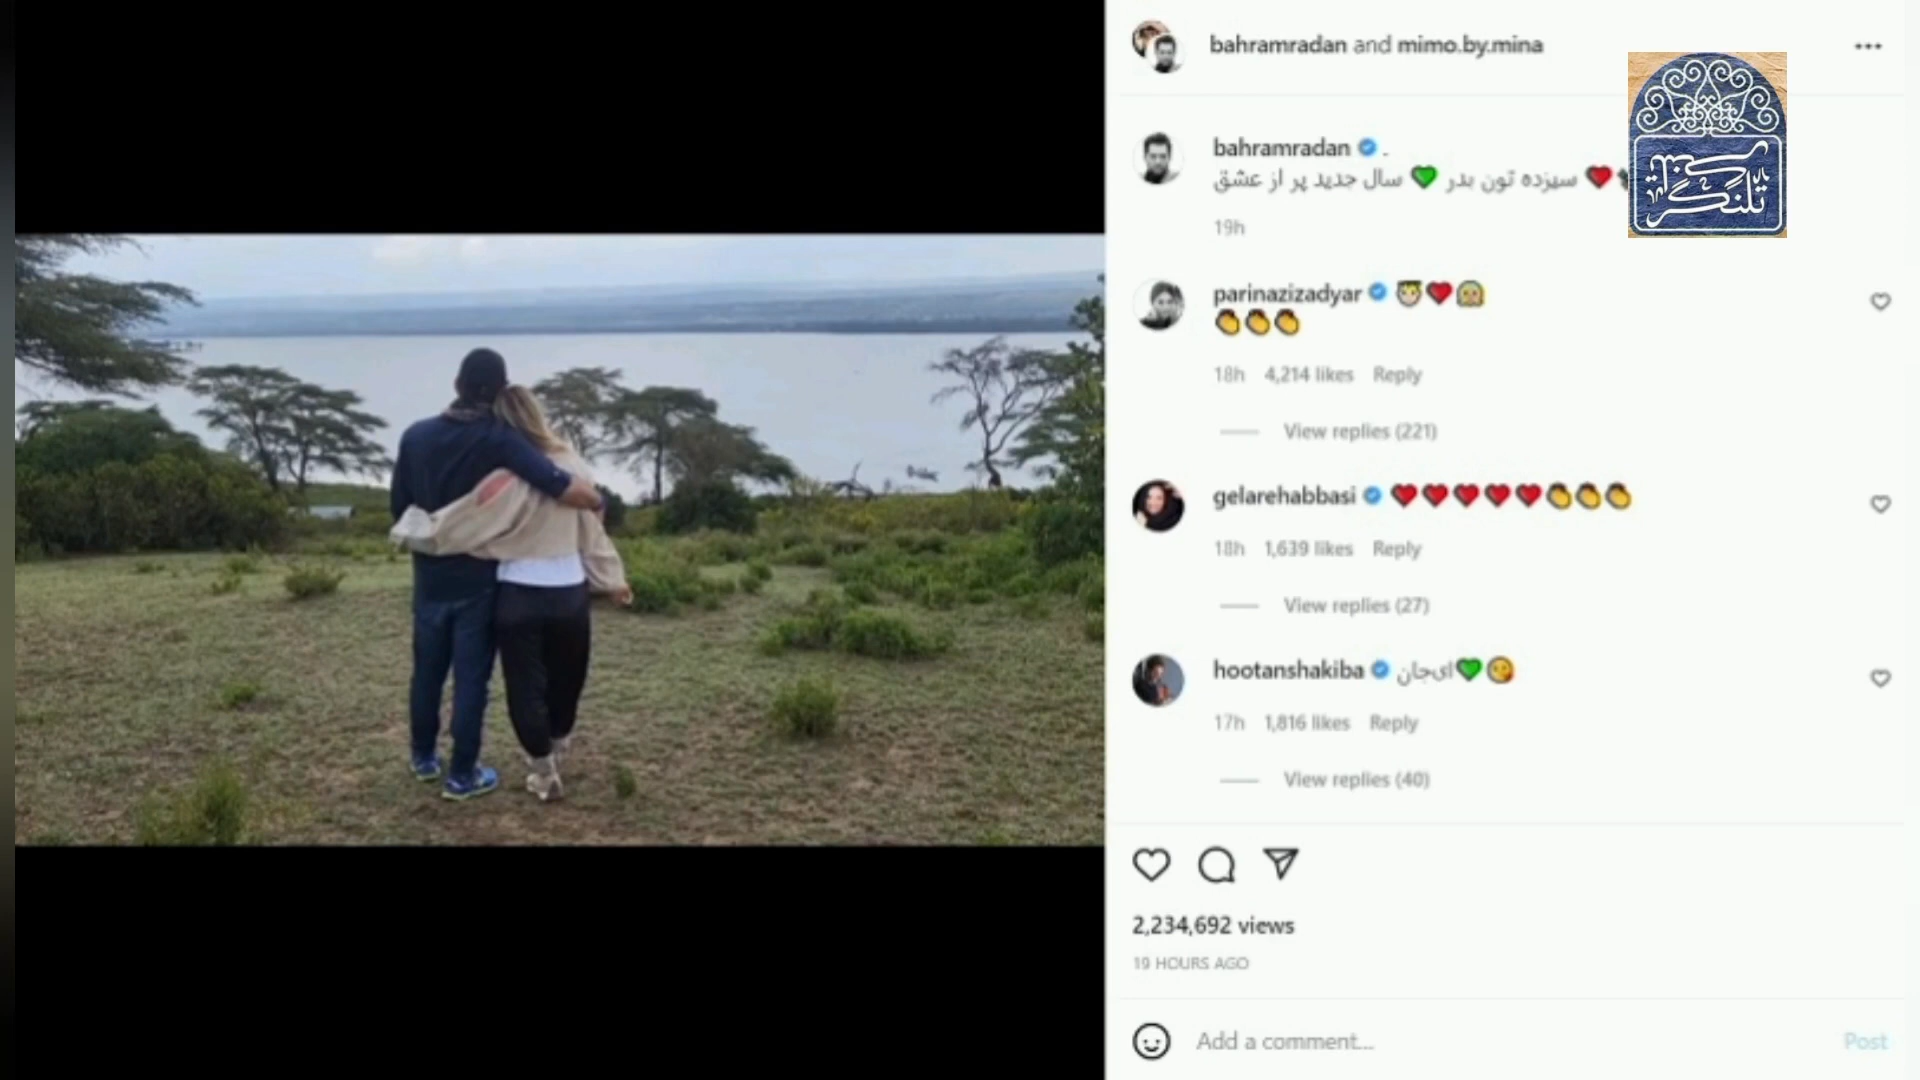 bahramradan and mimo.by.mina
bahramradan .
سیزده تون بدر 💚 سال جدید پر از عشق ❤
19h
parinazizadyar 👰❤🤴
👏👏👏
18h 4,214 likes Reply
View replies (221)
gelarehabbasi ❤❤❤❤❤👏👏👏
18h 1,639 likes Reply
View replies (27)
hootanshakiba ای‌جان💚😍
17h 1,816 likes Reply
View replies (40)
2,234,692 views
19 HOURS AGO
Add a comment...
Post